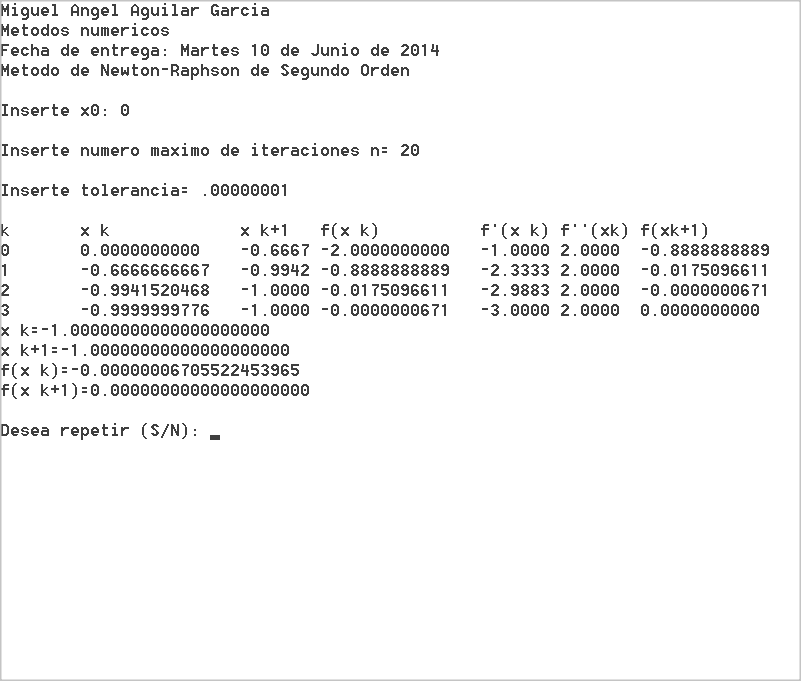 Miguel Angel Aguilar Garcia
Metodos numericos
Fecha de entrega: Martes 10 de Junio de 2014
Metodo de Newton-Raphson de Segundo Orden
Inserte x0: 0
Inserte numero maximo de iteraciones n= 20
Inserte tolerancia= .00000001
k x k x k+1 f(x k) f'(x k) f''(xk) f(xk+1)
0 0.0000000000 -0.6667 -2.0000000000 -1.0000 2.0000 -0.8888888889
1 -0.6666666667 -0.9942 -0.8888888889 -2.3333 2.0000 -0.0175096611
2 -0.9941520468 -1.0000 -0.0175096611 -2.9883 2.0000 -0.0000000671
3 -0.9999999776 -1.0000 -0.0000000671 -3.0000 2.0000 0.0000000000
x k=-1.00000000000000000000
x k+1=-1.00000000000000000000
f(x k)=-0.00000006705522453965
f(x k+1)=0.00000000000000000000
Desea repetir (S/N): _